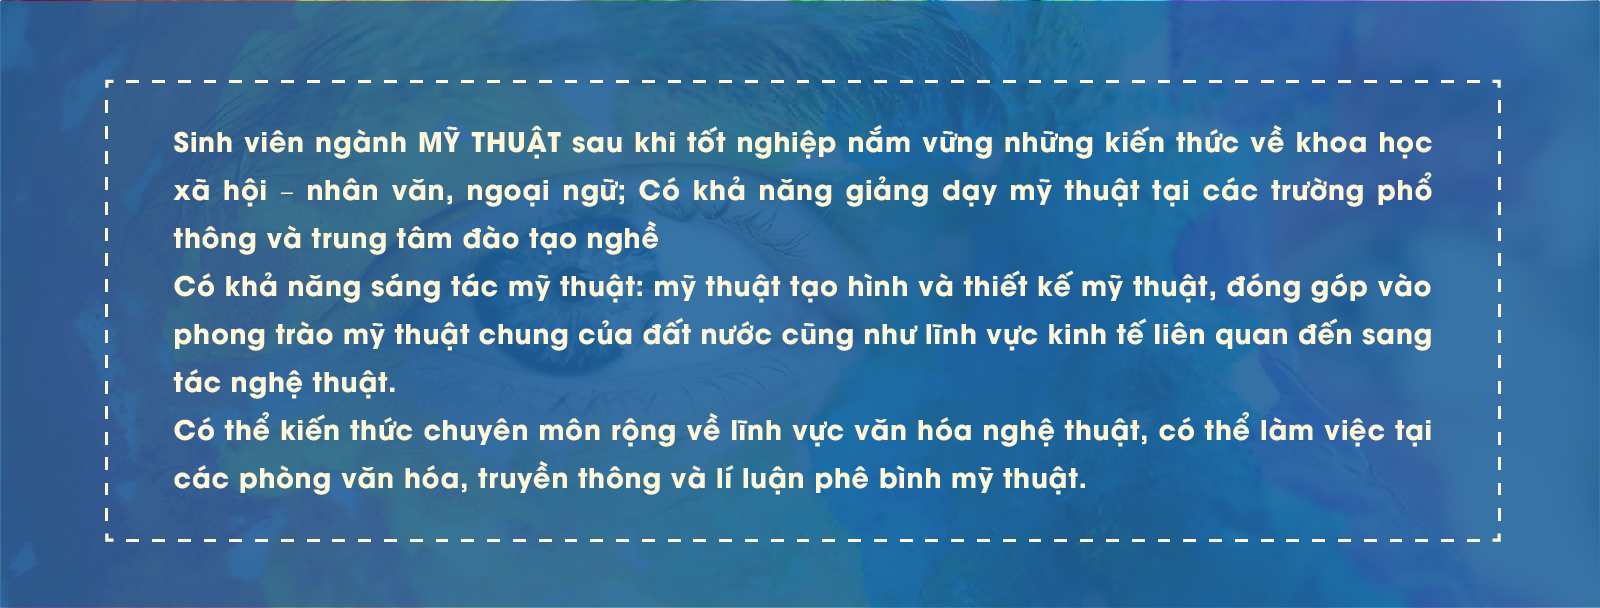 Sinh viên ngành MỸ THUẬT sau khi tốt nghiệp nắm vững những kiến thức về khoa học
xã hội – nhân văn, ngoại ngữ; Có khả năng giảng dạy mỹ thuật tại các trường phổ
thông và trung tâm đào tạo nghề
Có khả năng sáng tác mỹ thuật: mỹ thuật tạo hình và thiết kế mỹ thuật, đóng góp vào
phong trào mỹ thuật chung của đất nước cũng như lĩnh vực kinh tế liên quan đến sang
tác nghệ thuật.
Có thể kiến thức chuyên môn rộng về lĩnh vực văn hóa nghệ thuật, có thể làm việc tại
các phòng văn hóa, truyền thông và lí luận phê bình mỹ thuật.